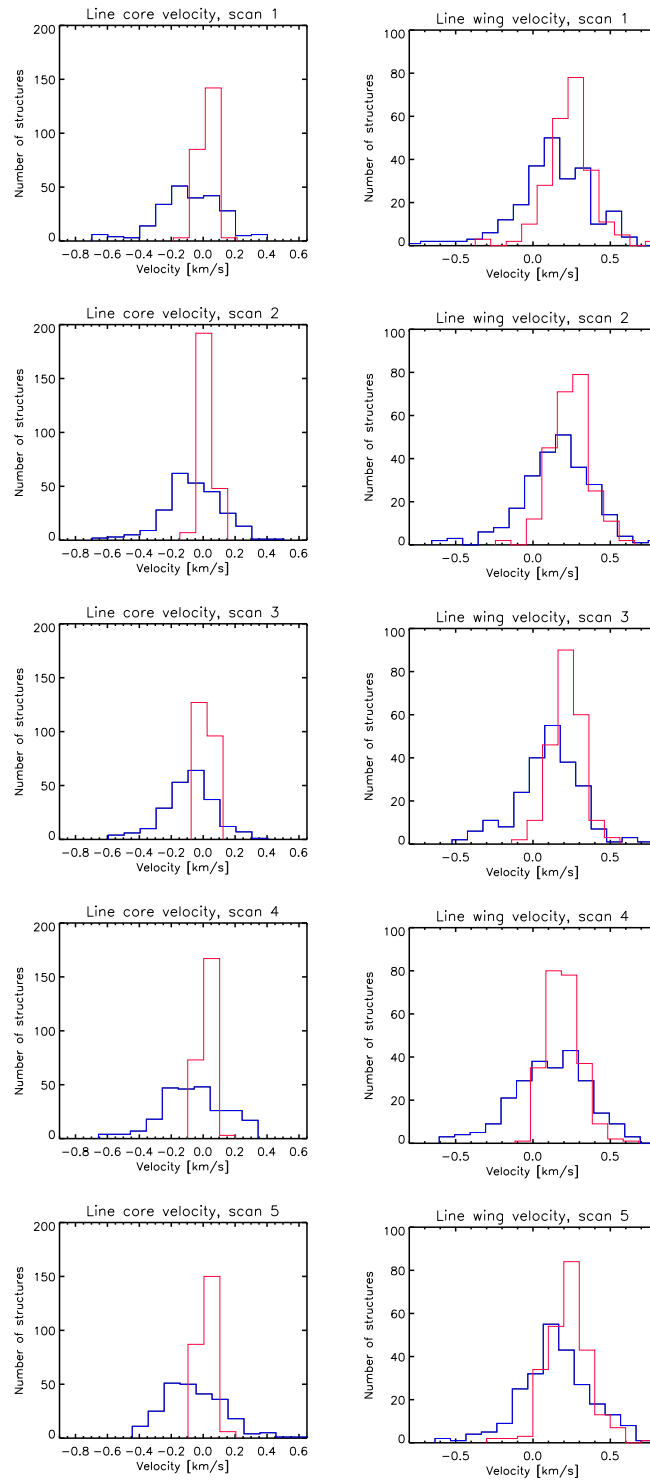 Line core velocity, scan 1
Number of structures
200
150
100
50
0
−0.8 −0.6 −0.4 −0.2 0.0 0.2 0.4 0.6
Velocity [km/s]
Line wing velocity, scan 1
Number of structures
100
80
60
40
20
0
−0.5 0.0 0.5
Velocity [km/s]
Line core velocity, scan 2
Number of structures
200
150
100
50
0
−0.8 −0.6 −0.4 −0.2 0.0 0.2 0.4 0.6
Velocity [km/s]
Line wing velocity, scan 2
Number of structures
100
80
60
40
20
0
−0.5 0.0 0.5
Velocity [km/s]
Line core velocity, scan 3
Number of structures
200
150
100
50
0
−0.8 −0.6 −0.4 −0.2 0.0 0.2 0.4 0.6
Velocity [km/s]
Line wing velocity, scan 3
Number of structures
100
80
60
40
20
0
−0.5 0.0 0.5
Velocity [km/s]
Line core velocity, scan 4
Number of structures
200
150
100
50
0
−0.8 −0.6 −0.4 −0.2 0.0 0.2 0.4 0.6
Velocity [km/s]
Line wing velocity, scan 4
Number of structures
100
80
60
40
20
0
−0.5 0.0 0.5
Velocity [km/s]
Line core velocity, scan 5
Number of structures
200
150
100
50
0
−0.8 −0.6 −0.4 −0.2 0.0 0.2 0.4 0.6
Velocity [km/s]
Line wing velocity, scan 5
Number of structures
100
80
60
40
20
0
−0.5 0.0 0.5
Velocity [km/s]